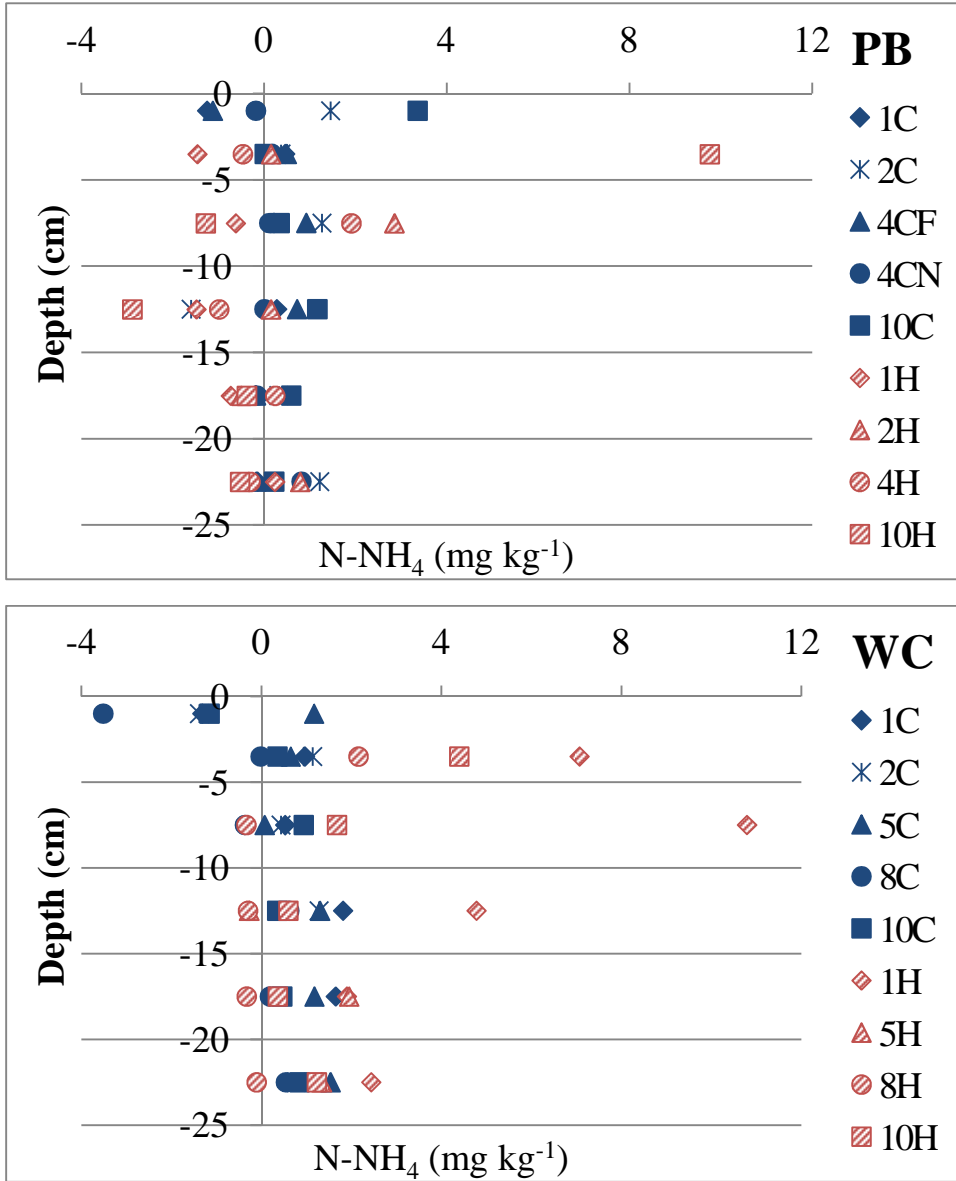 -4 0 4 8 12
PB
0
-5
-10
-15
-20
-25
Depth (cm)
N-NH₄ (mg kg⁻¹)
1C
2C
4CF
4CN
10C
1H
2H
4H
10H
-4 0 4 8 12
WC
0
-5
-10
-15
-20
-25
Depth (cm)
N-NH₄ (mg kg⁻¹)
1C
2C
5C
8C
10C
1H
5H
8H
10H